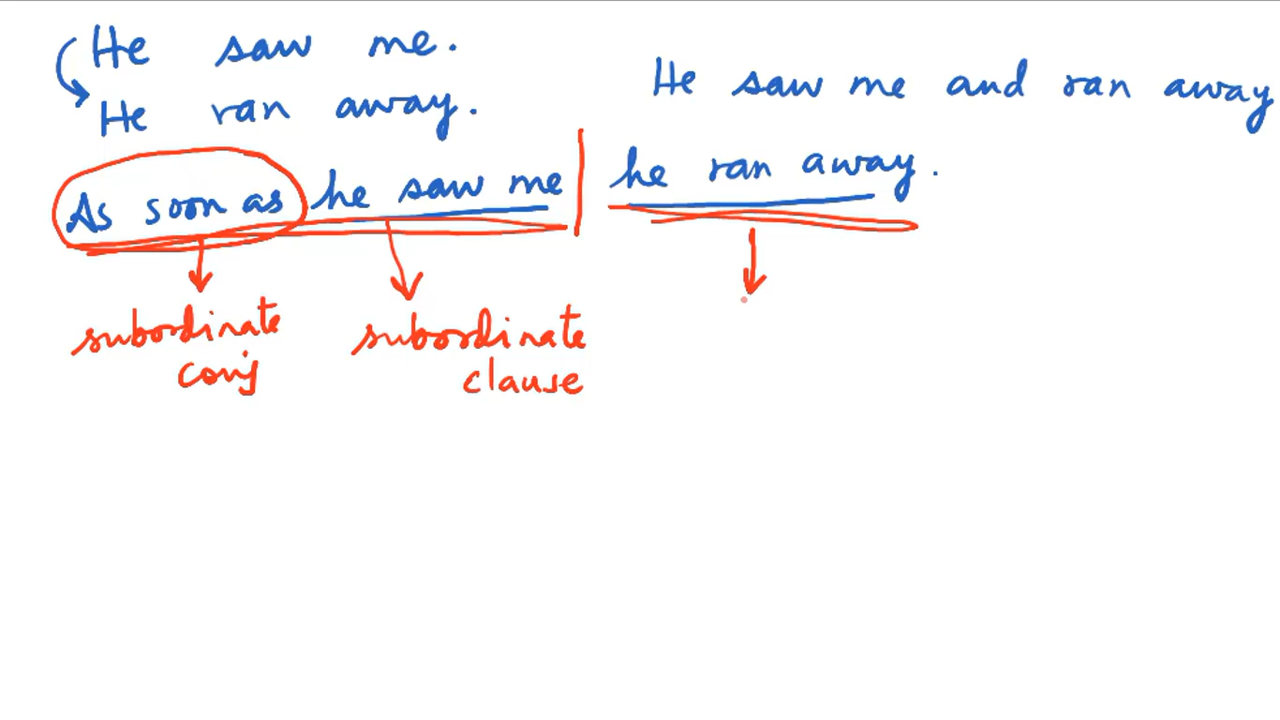 He saw me.
He ran away.
He saw me and ran away
As soon as he saw me he ran away.
subordinate conj
subordinate clause